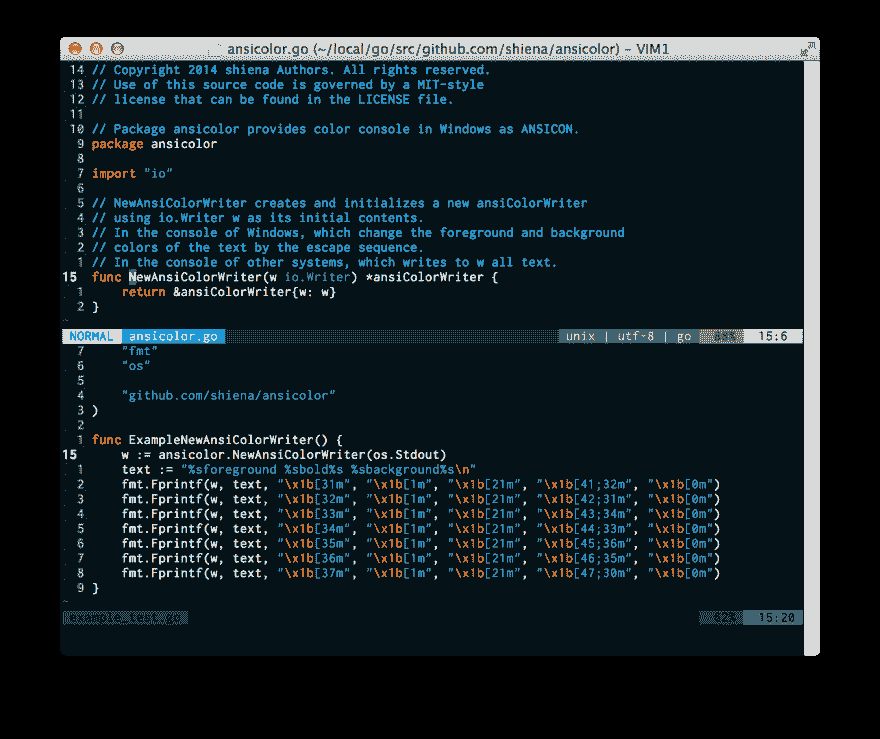 ansicolor.go (~/local/go/src/github.com/shiena/ansicolor) - VIM1
14 // Copyright 2014 shiena Authors. All rights reserved.
13 // Use of this source code is governed by a MIT-style
12 // license that can be found in the LICENSE file.
11
10 // Package ansicolor provides color console in Windows as ANSICON.
9 package ansicolor
8
7 import "io"
6
5 // NewAnsiColorWriter creates and initializes a new ansiColorWriter
4 // using io.Writer w as its initial contents.
3 // In the console of Windows, which change the foreground and background
2 // colors of the text by the escape sequence.
1 // In the console of other systems, which writes to w all text.
15 func NewAnsiColorWriter(w io.Writer) *ansiColorWriter {
1     return &ansiColorWriter{w: w}
2 }
~
NORMAL ansicolor.go unix | utf-8 | go 15:6
7     "fmt"
6     "os"
5
4     "github.com/shiena/ansicolor"
3 )
2
1 func ExampleNewAnsiColorWriter() {
15     w := ansicolor.NewAnsiColorWriter(os.Stdout)
1     text := "%sforeground %sbold%s %sbackground%s\n"
2     fmt.Fprintf(w, text, "\x1b[31m", "\x1b[1m", "\x1b[21m", "\x1b[41;32m", "\x1b[0m")
3     fmt.Fprintf(w, text, "\x1b[32m", "\x1b[1m", "\x1b[21m", "\x1b[42;31m", "\x1b[0m")
4     fmt.Fprintf(w, text, "\x1b[33m", "\x1b[1m", "\x1b[21m", "\x1b[43;34m", "\x1b[0m")
5     fmt.Fprintf(w, text, "\x1b[34m", "\x1b[1m", "\x1b[21m", "\x1b[44;33m", "\x1b[0m")
6     fmt.Fprintf(w, text, "\x1b[35m", "\x1b[1m", "\x1b[21m", "\x1b[45;36m", "\x1b[0m")
7     fmt.Fprintf(w, text, "\x1b[36m", "\x1b[1m", "\x1b[21m", "\x1b[46;35m", "\x1b[0m")
8     fmt.Fprintf(w, text, "\x1b[37m", "\x1b[1m", "\x1b[21m", "\x1b[47;30m", "\x1b[0m")
9 }
~
example_test.go 15:20